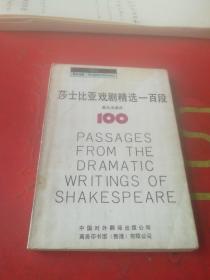 莎士比亚戏剧精选一百段
100
PASSAGES
FROM THE
DRAMATIC
WRITINGS OF
SHAKESPEARE
中国对外翻译出版公司
商务印书馆(香港)有限公司